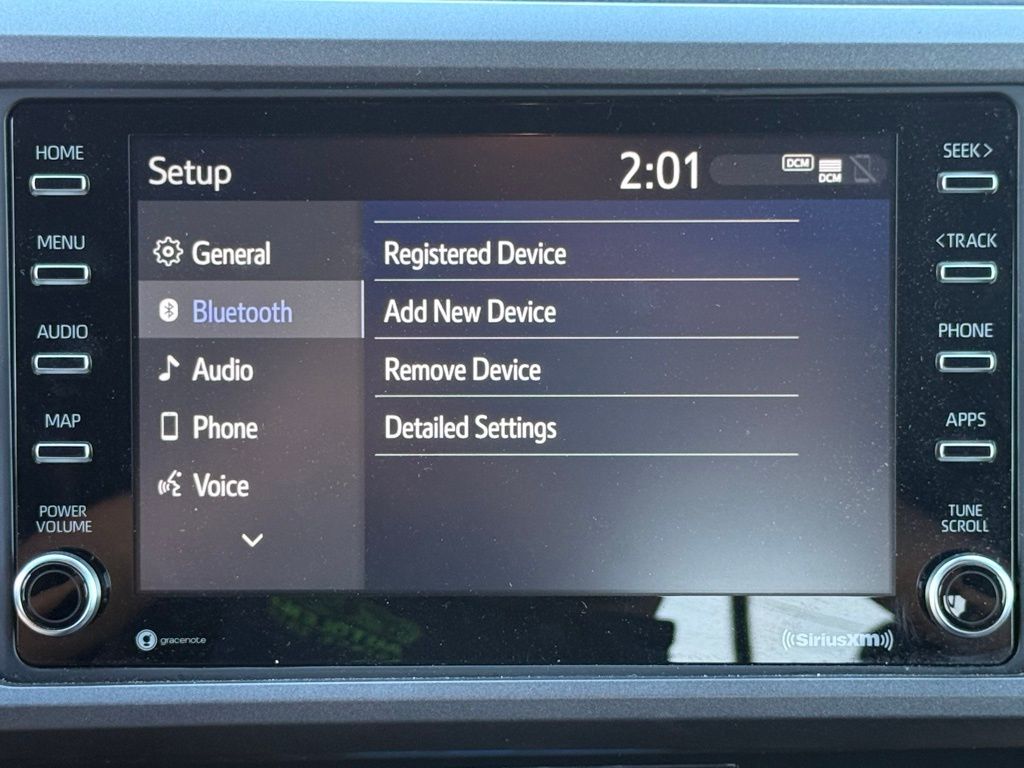 HOME
MENU
AUDIO
MAP
POWER
VOLUME
Setup
2:01
DCM
DCM
General
Bluetooth
Audio
Phone
Voice
Registered Device
Add New Device
Remove Device
Detailed Settings
SEEK>
<TRACK
PHONE
APPS
TUNE
SCROLL
gracenote
((SiriusXM))